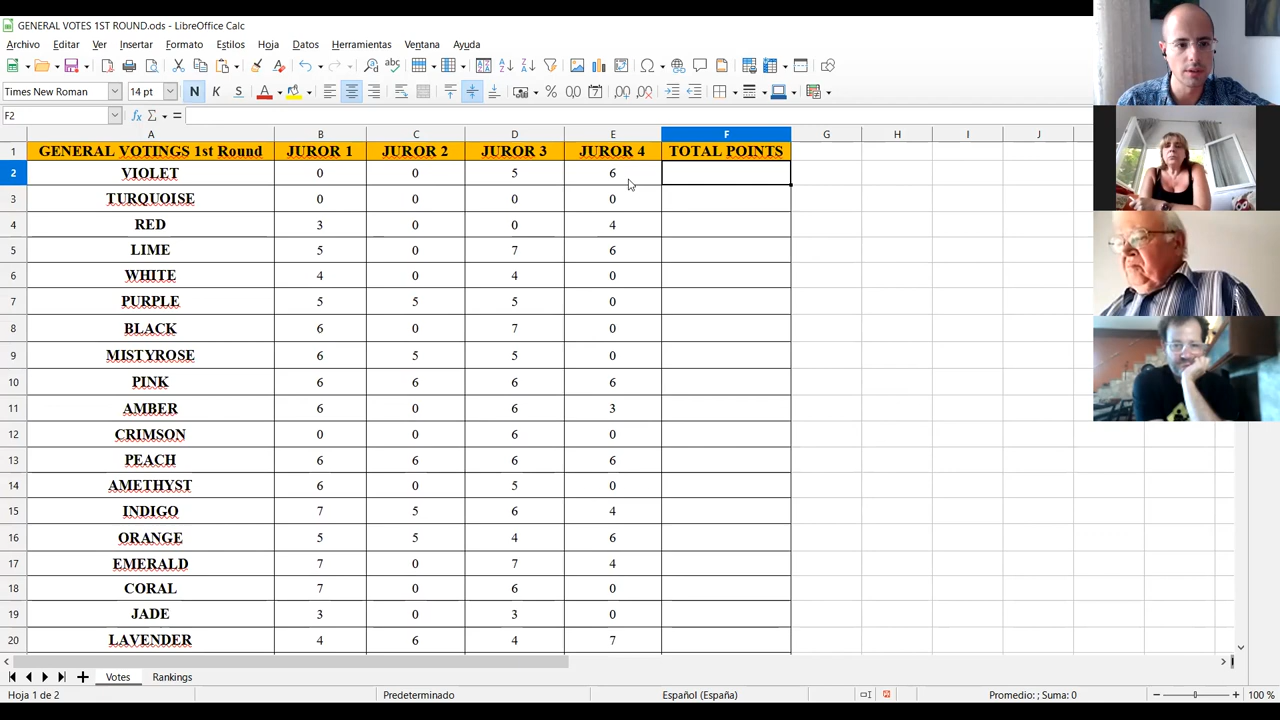 GENERAL VOTES 1ST ROUND.ods - LibreOffice Calc
Archivo Editar Ver Insertar Formato Estilos Hoja Datos Herramientas Ventana Ayuda
Times New Roman 14 pt N K S A
F2
A B C D E F G H I J
1 GENERAL VOTINGS 1st Round JUROR 1 JUROR 2 JUROR 3 JUROR 4 TOTAL POINTS
2 VIOLET 0 0 5 6
3 TURQUOISE 0 0 0 0
4 RED 3 0 0 4
5 LIME 5 0 7 6
6 WHITE 4 0 4 0
7 PURPLE 5 5 5 0
8 BLACK 6 0 7 0
9 MISTYROSE 6 5 5 0
10 PINK 6 6 6 6
11 AMBER 6 0 6 3
12 CRIMSON 0 0 6 0
13 PEACH 6 6 6 6
14 AMETHYST 6 0 5 0
15 INDIGO 7 5 6 4
16 ORANGE 5 5 4 6
17 EMERALD 7 0 7 4
18 CORAL 7 0 6 0
19 JADE 3 0 3 0
20 LAVENDER 4 6 4 7
Votes Rankings
Hoja 1 de 2 Predeterminado Español (España) Promedio: ; Suma: 0 100 %